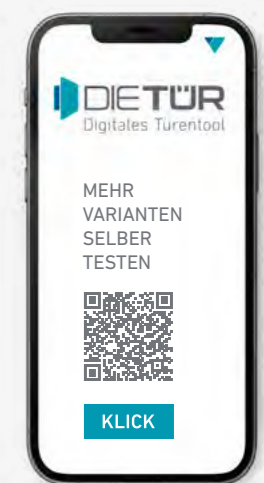 DIETÜR
Digitales Türentool
MEHR
VARIANTEN
SELBER
TESTEN
KLICK